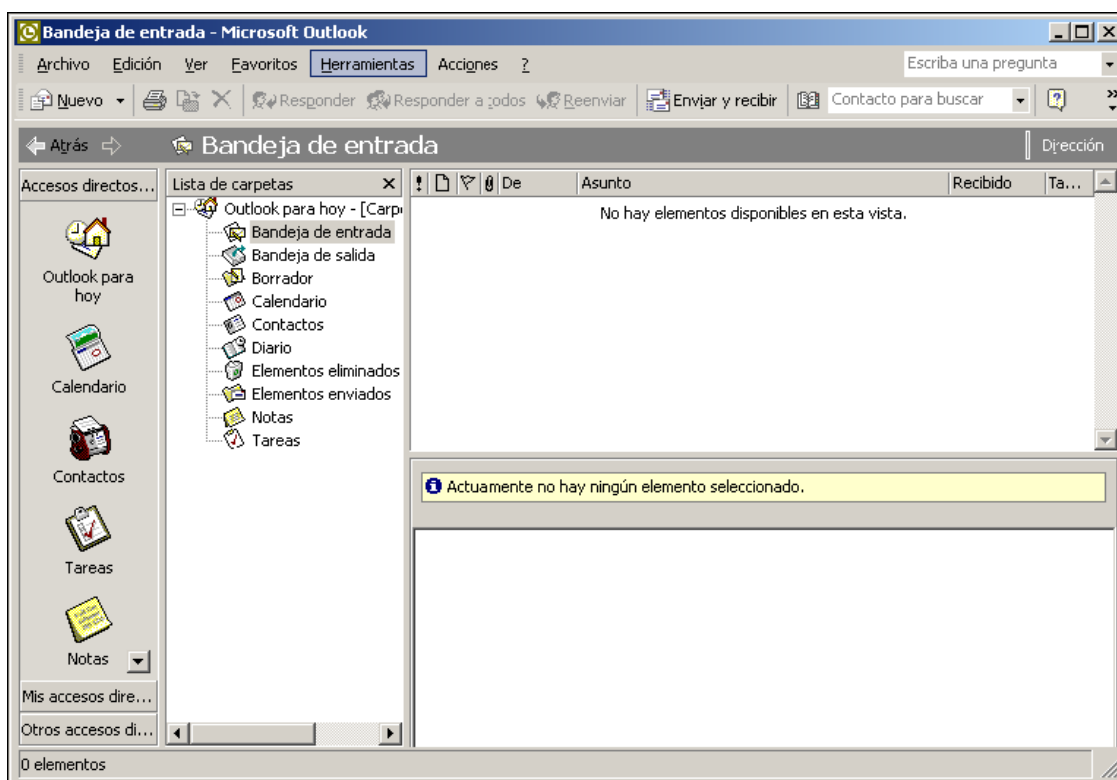 Bandeja de entrada - Microsoft Outlook
Archivo Edición Ver Favoritos Herramientas Acciones ? Escriba una pregunta
Nuevo Responder Responder a todos Reenviar Enviar y recibir Contacto para buscar
Atrás Bandeja de entrada Dirección
Accesos directos...
Outlook para hoy
Calendario
Contactos
Tareas
Notas
Mis accesos dire...
Otros accesos di...
Lista de carpetas
Outlook para hoy - [Carp
Bandeja de entrada
Bandeja de salida
Borrador
Calendario
Contactos
Diario
Elementos eliminados
Elementos enviados
Notas
Tareas
! De Asunto Recibido Ta...
No hay elementos disponibles en esta vista.
Actuamente no hay ningún elemento seleccionado.
0 elementos